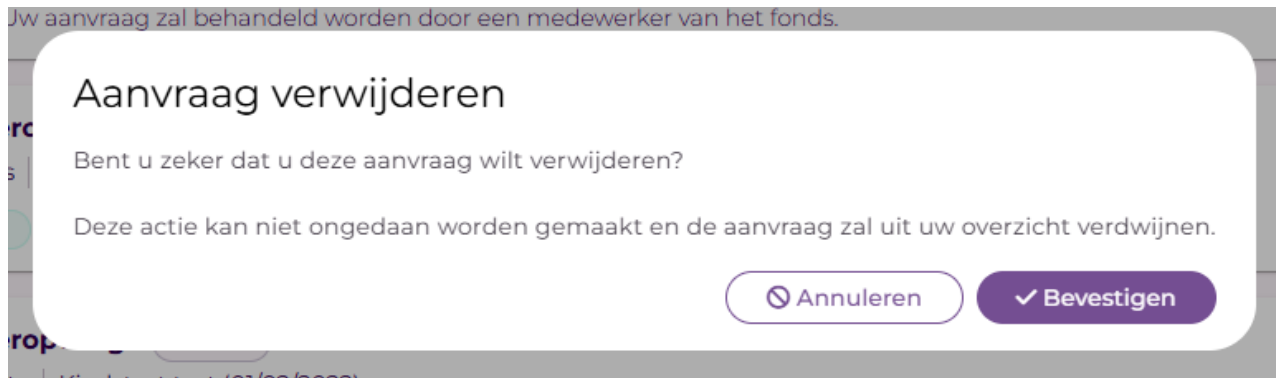 Uw aanvraag zal behandeld worden door een medewerker van het fonds.
Aanvraag verwijderen
Bent u zeker dat u deze aanvraag wilt verwijderen?
Deze actie kan niet ongedaan worden gemaakt en de aanvraag zal uit uw overzicht verdwijnen.
Annuleren
Bevestigen